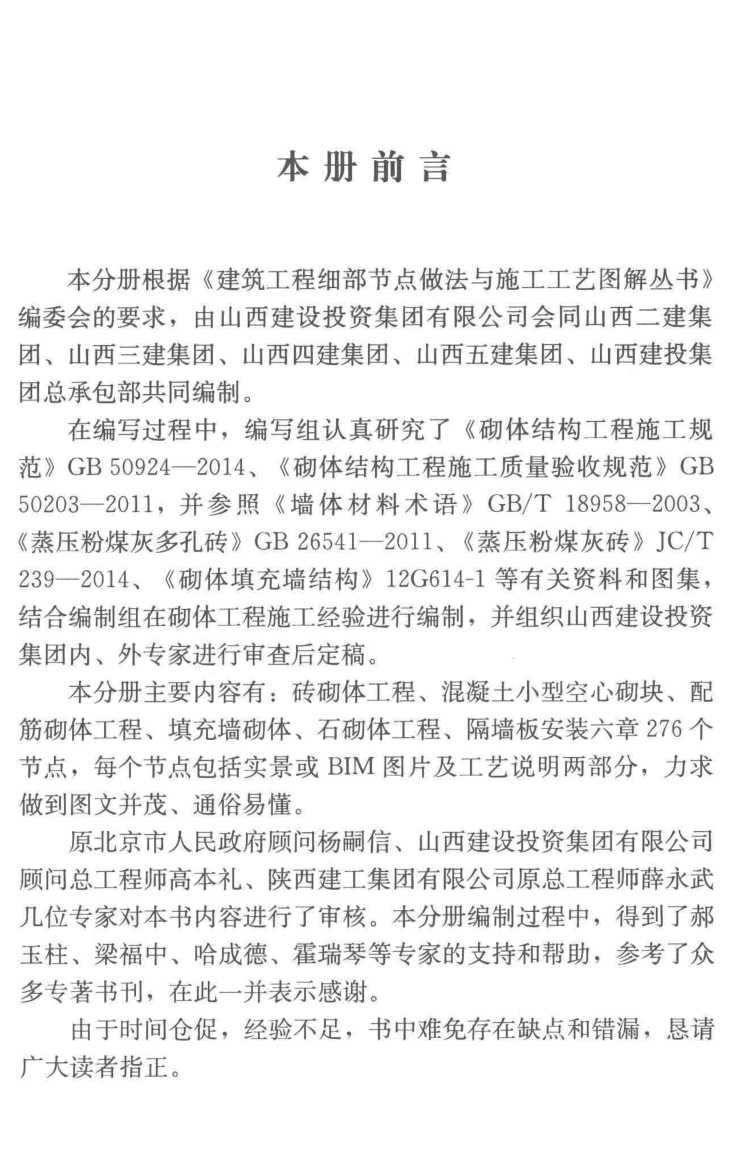 本册前言
本分册根据《建筑工程细部节点做法与施工工艺图解丛书》
编委会的要求，由山西建设投资集团有限公司会同山西二建集
团、山西三建集团、山西四建集团、山西五建集团、山西建投集
团总承包部共同编制。
在编写过程中，编写组认真研究了《砌体结构工程施工规
范》GB 50924—2014、《砌体结构工程施工质量验收规范》GB
50203—2011，并参照《墙体材料术语》GB/T 18958—2003、
《蒸压粉煤灰多孔砖》GB 26541—2011、《蒸压粉煤灰砖》JC/T
239—2014、《砌体填充墙结构》12G614-1 等有关资料和图集，
结合编制组在砌体工程施工经验进行编制，并组织山西建设投资
集团内、外专家进行审查后定稿。
本分册主要内容有：砖砌体工程、混凝土小型空心砌块、配
筋砌体工程、填充墙砌体、石砌体工程、隔墙板安装六章 276 个
节点，每个节点包括实景或 BIM 图片及工艺说明两部分，力求
做到图文并茂、通俗易懂。
原北京市人民政府顾问杨嗣信、山西建设投资集团有限公司
顾问总工程师高本礼、陕西建工集团有限公司原总工程师薛永武
几位专家对本书内容进行了审核。本分册编制过程中，得到了郝
玉柱、梁福中、哈成德、霍瑞琴等专家的支持和帮助，参考了众
多专著书刊，在此一并表示感谢。
由于时间仓促，经验不足，书中难免存在缺点和错漏，恳请
广大读者指正。